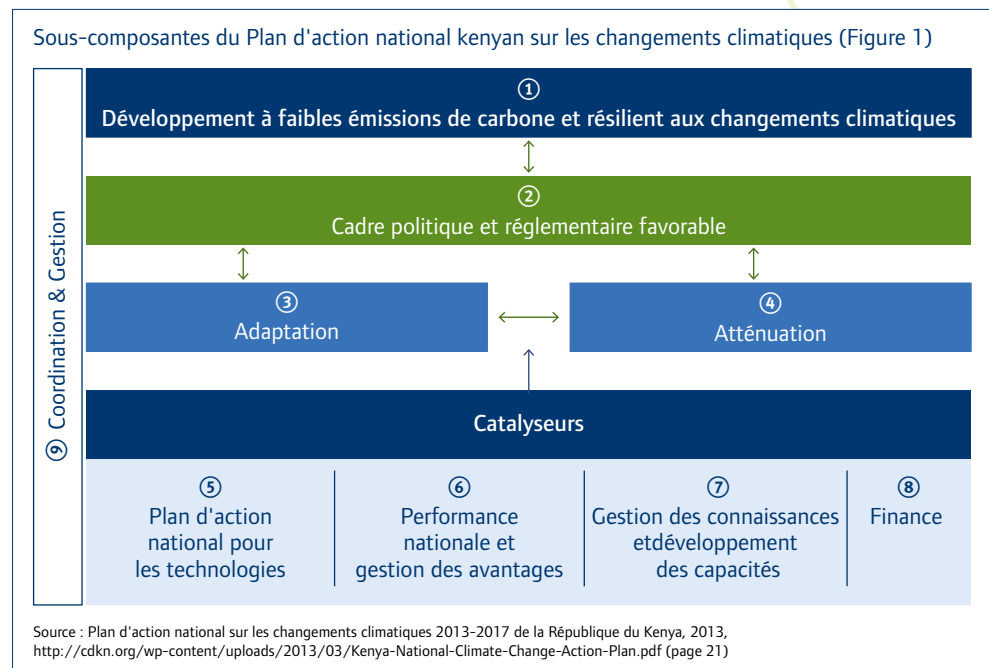 Sous-composantes du Plan d'action national kenyan sur les changements climatiques (Figure 1)
①
Développement à faibles émissions de carbone et résilient aux changements climatiques
②
Cadre politique et réglementaire favorable
③
Adaptation
④
Atténuation
Catalyseurs
⑤
Plan d'action
national pour
les technologies
⑥
Performance
nationale et
gestion des avantages
⑦
Gestion des connaissances
etdéveloppement
des capacités
⑧
Finance
⑨ Coordination & Gestion
Source : Plan d'action national sur les changements climatiques 2013-2017 de la République du Kenya, 2013,
http://cdkn.org/wp-content/uploads/2013/03/Kenya-National-Climate-Change-Action-Plan.pdf (page 21)